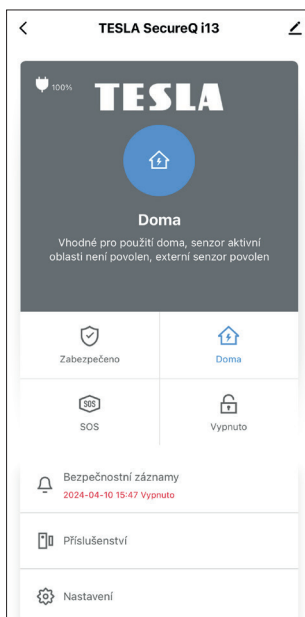 TESLA SecureQ i13
100%
TESLA
Doma
Vhodné pro použití doma, senzor aktivní
oblasti není povolen, externí senzor povolen
Zabezpečeno
Doma
SOS
SOS
Vypnuto
Bezpečnostní záznamy
2024-04-10 15:47 Vypnuto
Příslušenství
Nastavení